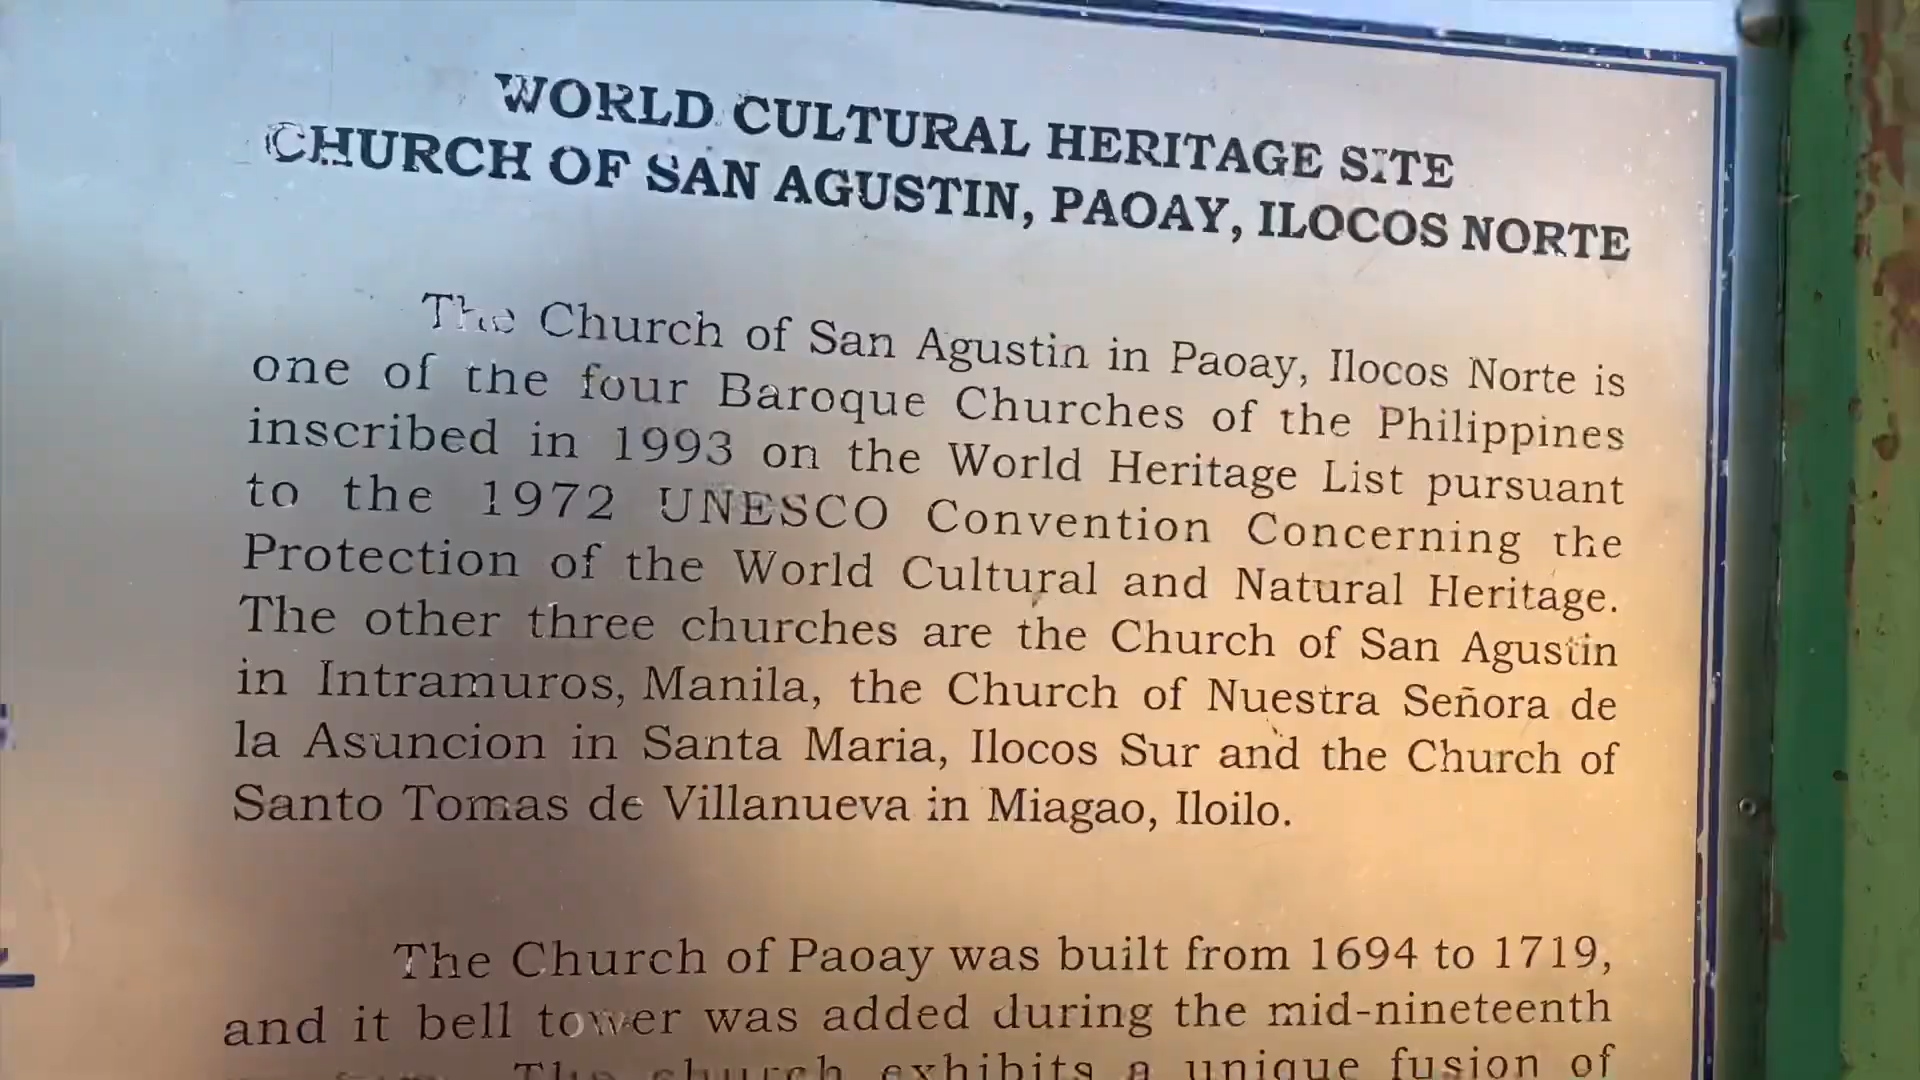 WORLD CULTURAL HERITAGE SITE
CHURCH OF SAN AGUSTIN, PAOAY, ILOCOS NORTE
The Church of San Agustin in Paoay, Ilocos Norte is
one of the four Baroque Churches of the Philippines
inscribed in 1993 on the World Heritage List pursuant
to the 1972 UNESCO Convention Concerning the
Protection of the World Cultural and Natural Heritage.
The other three churches are the Church of San Agustin
in Intramuros, Manila, the Church of Nuestra Señora de
la Asuncion in Santa Maria, Ilocos Sur and the Church of
Santo Tomas de Villanueva in Miagao, Iloilo.
The Church of Paoay was built from 1694 to 1719,
and it bell tower was added during the mid-nineteenth
The church exhibits a unique fusion of